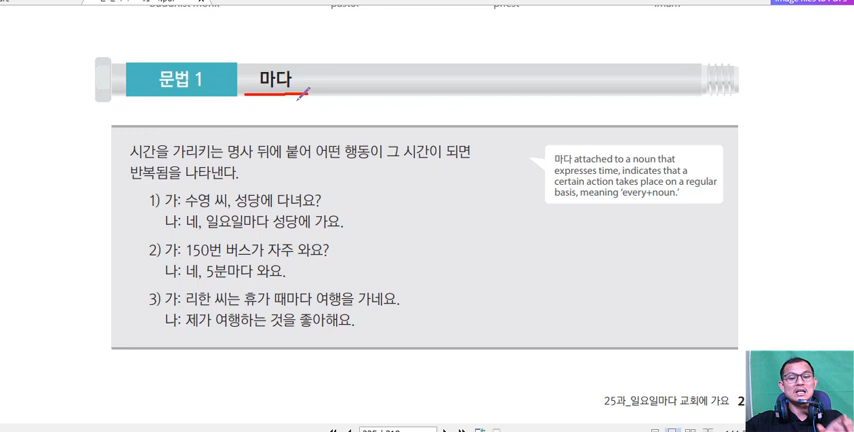 Buddhist monk
pastor
priest
imam
문법 1
마다
시간을 가리키는 명사 뒤에 붙어 어떤 행동이 그 시간이 되면
반복됨을 나타낸다.
1) 가: 수영 씨, 성당에 다녀요?
나: 네, 일요일마다 성당에 가요.
2) 가: 150번 버스가 자주 와요?
나: 네, 5분마다 와요.
3) 가: 리한 씨는 휴가 때마다 여행을 가네요.
나: 제가 여행하는 것을 좋아해요.
마다 attached to a noun that
expresses time, indicates that a
certain action takes place on a regular
basis, meaning ‘every+noun.’
25과_일요일마다 교회에 가요 2